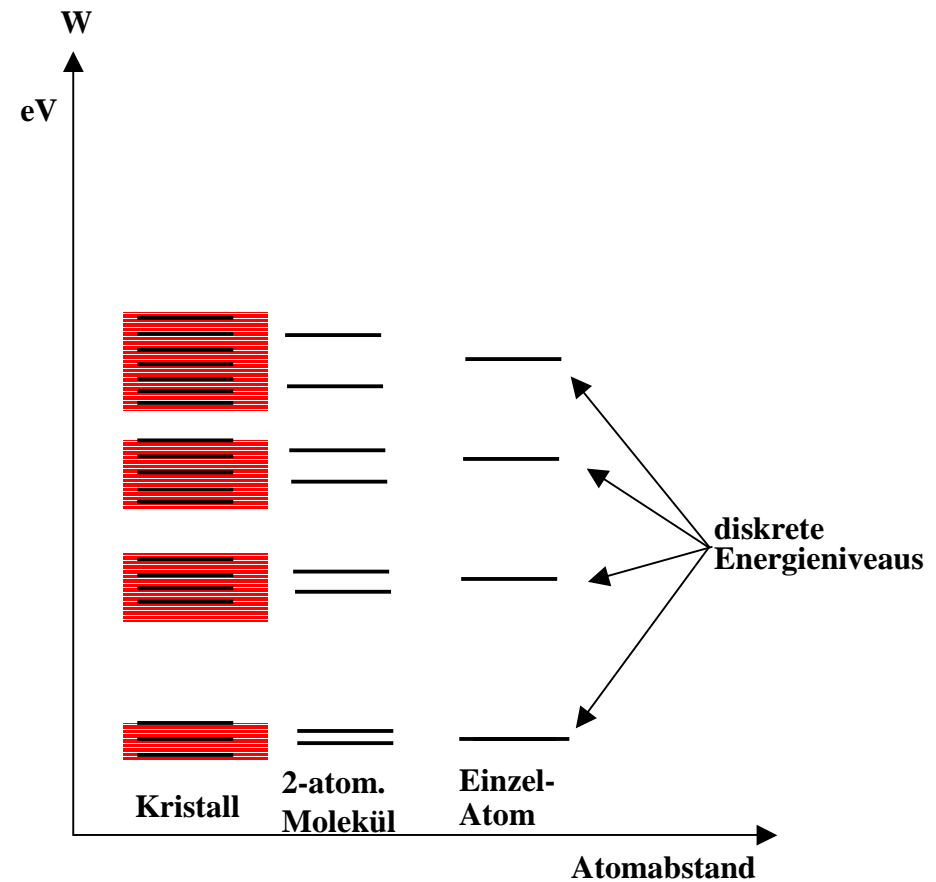 W
eV
diskrete
Energieniveaus
Kristall
2-atom.
Molekül
Einzel-
Atom
Atomabstand